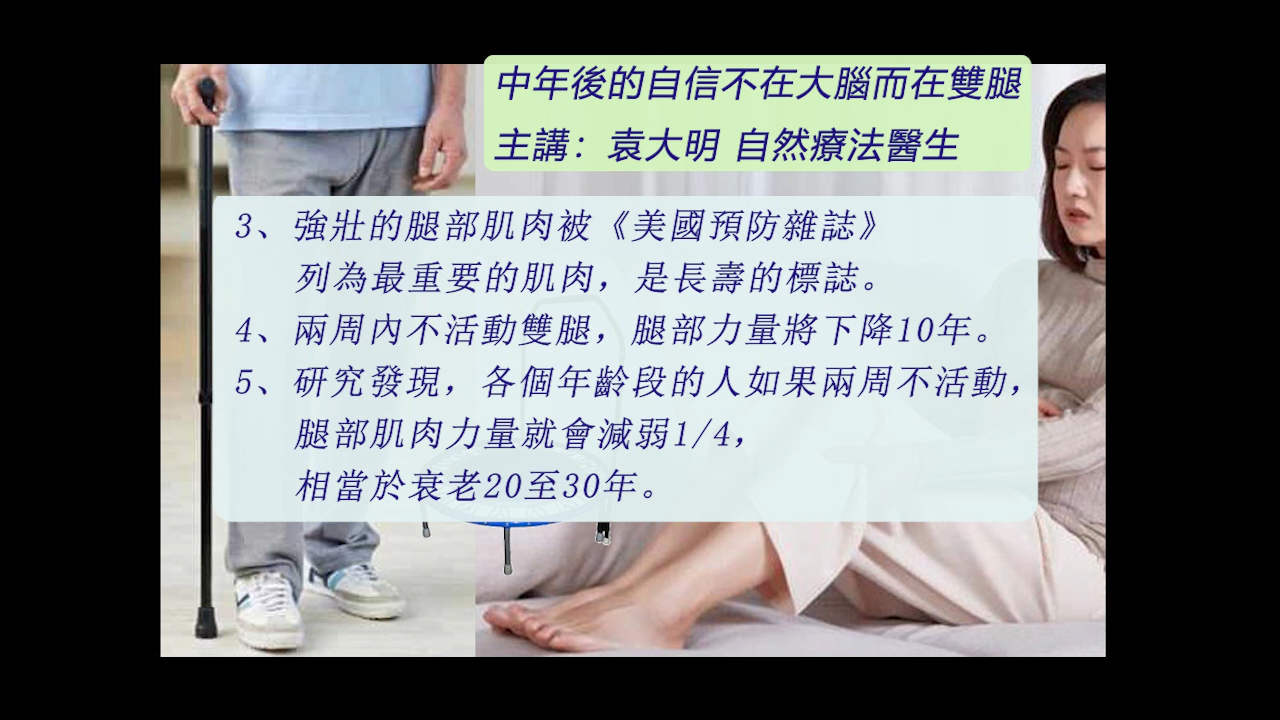 中年後的自信不在大腦而在雙腿
主講：袁大明 自然療法醫生
3、強壯的腿部肌肉被《美國預防雜誌》
列為最重要的肌肉，是長壽的標誌。
4、兩周內不活動雙腿，腿部力量將下降10年。
5、研究發現，各個年齡段的人如果兩周不活動，
腿部肌肉力量就會減弱1/4，
相當於衰老20至30年。